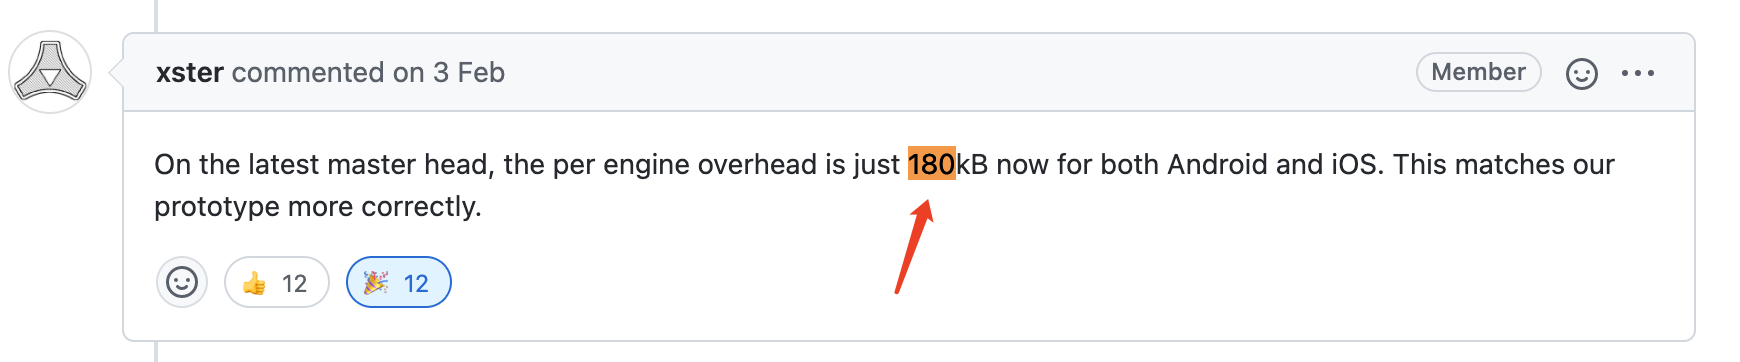 xster commented on 3 Feb
Member
On the latest master head, the per engine overhead is just 180kB now for both Android and iOS. This matches our
prototype more correctly.
12
12